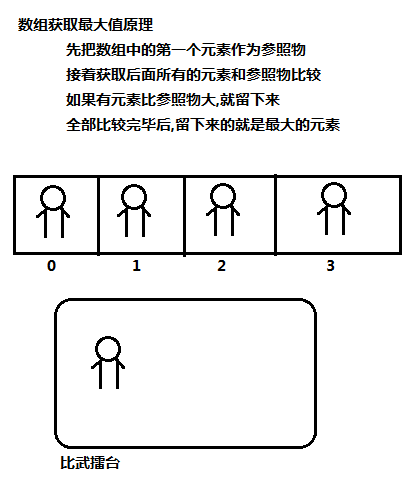 数组获取最大值原理
先把数组中的第一个元素作为参照物
接着获取后面所有的元素和参照物比较
如果有元素比参照物大,就留下来
全部比较完毕后,留下来的就是最大的元素
0 1 2 3
比武擂台